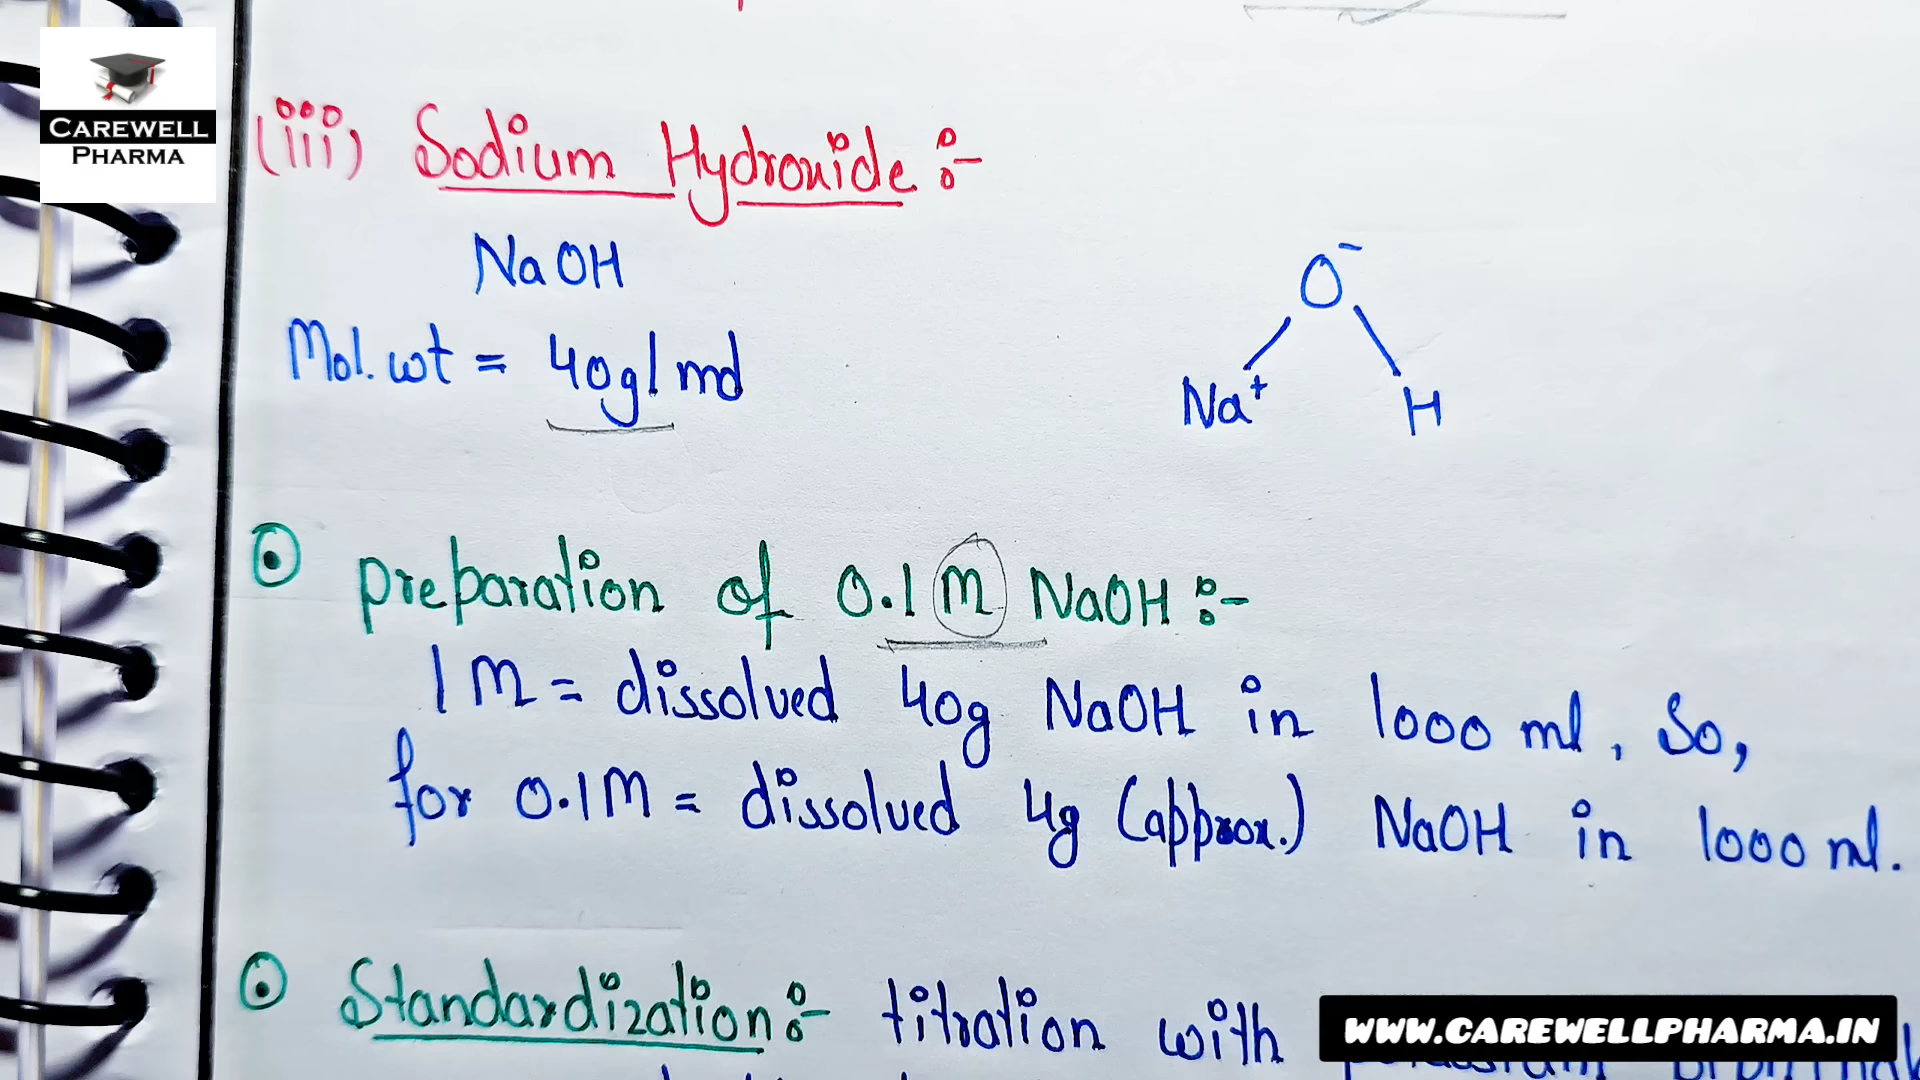 CAREWELL
PHARMA
(iii) Sodium Hydroxide :-
NaOH
Mol. wt = 40g/mol
O⁻
Na⁺ H
preparation of 0.1 M NaOH :-
1 M = dissolved 40g NaOH in 1000 ml, So,
for 0.1M = dissolved 4g (approx.) NaOH in 1000 ml.
Standardization :- titration with
WWW.CAREWELLPHARMA.IN